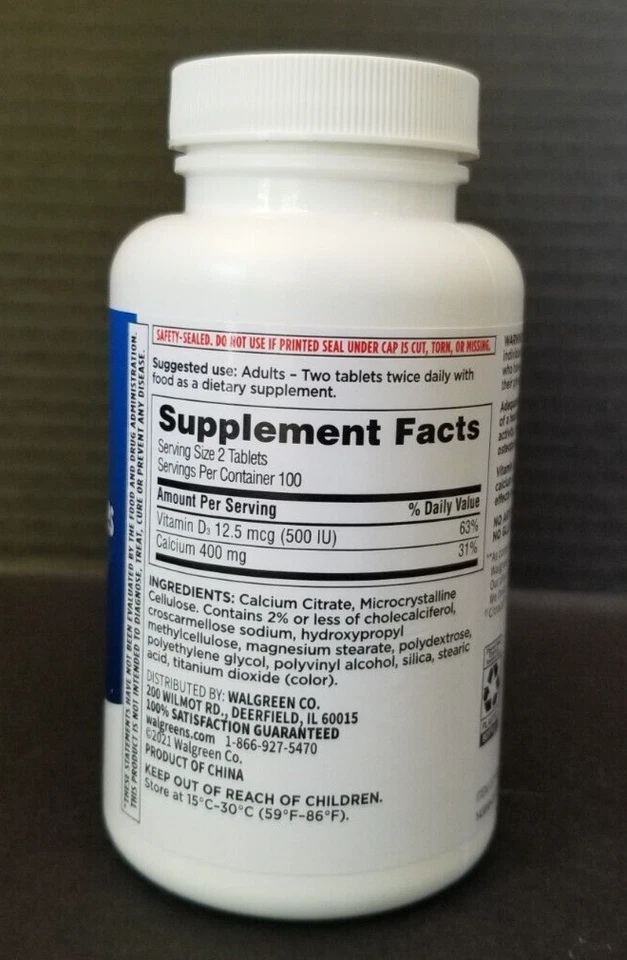 SAFETY-SEALED. DO NOT USE IF PRINTED SEAL UNDER CAP IS CUT, TORN, OR MISSING.
Suggested use: Adults – Two tablets twice daily with
food as a dietary supplement.
Supplement Facts
Serving Size 2 Tablets
Servings Per Container 100
Amount Per Serving % Daily Value
Vitamin D₃ 12.5 mcg (500 IU) 63%
Calcium 400 mg 31%
INGREDIENTS: Calcium Citrate, Microcrystalline
Cellulose. Contains 2% or less of cholecalciferol,
croscarmellose sodium, hydroxypropyl
methylcellulose, magnesium stearate, polydextrose,
polyethylene glycol, polyvinyl alcohol, silica, stearic
acid, titanium dioxide (color).
DISTRIBUTED BY: WALGREEN CO.
200 WILMOT RD., DEERFIELD, IL 60015
100% SATISFACTION GUARANTEED
walgreens.com 1-866-927-5470
©2021 Walgreen Co.
PRODUCT OF CHINA
KEEP OUT OF REACH OF CHILDREN.
Store at 15°C-30°C (59°F-86°F).
*THESE STATEMENTS HAVE NOT BEEN EVALUATED BY THE FOOD AND DRUG ADMINISTRATION.
THIS PRODUCT IS NOT INTENDED TO DIAGNOSE, TREAT, CURE OR PREVENT ANY DISEASE.